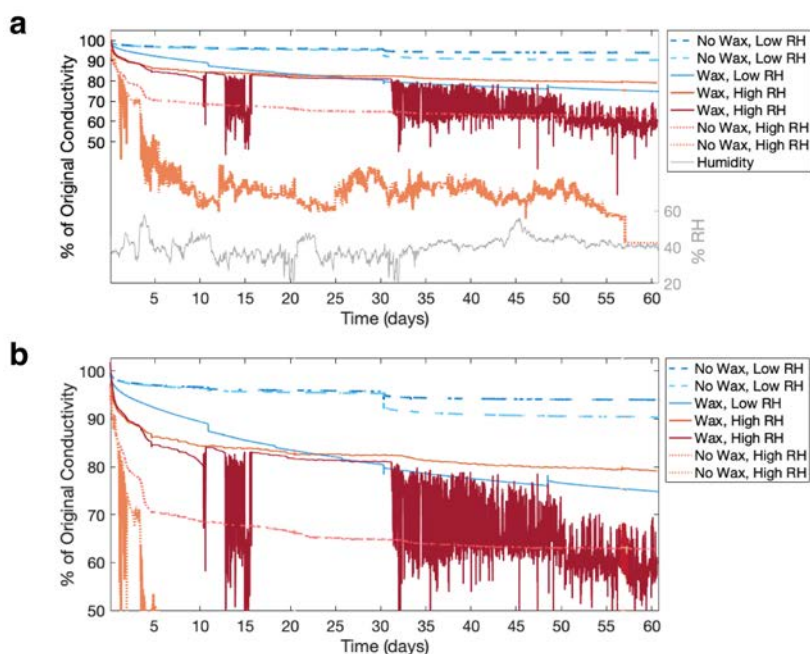 a
100
90
80
70
60
50
% of Original Conductivity
60
40
20
% RH
5 10 15 20 25 30 35 40 45 50 55 60
Time (days)
No Wax, Low RH
No Wax, Low RH
Wax, Low RH
Wax, High RH
Wax, High RH
No Wax, High RH
No Wax, High RH
Humidity
b
100
90
80
70
60
50
% of Original Conductivity
5 10 15 20 25 30 35 40 45 50 55 60
Time (days)
No Wax, Low RH
No Wax, Low RH
Wax, Low RH
Wax, High RH
Wax, High RH
No Wax, High RH
No Wax, High RH